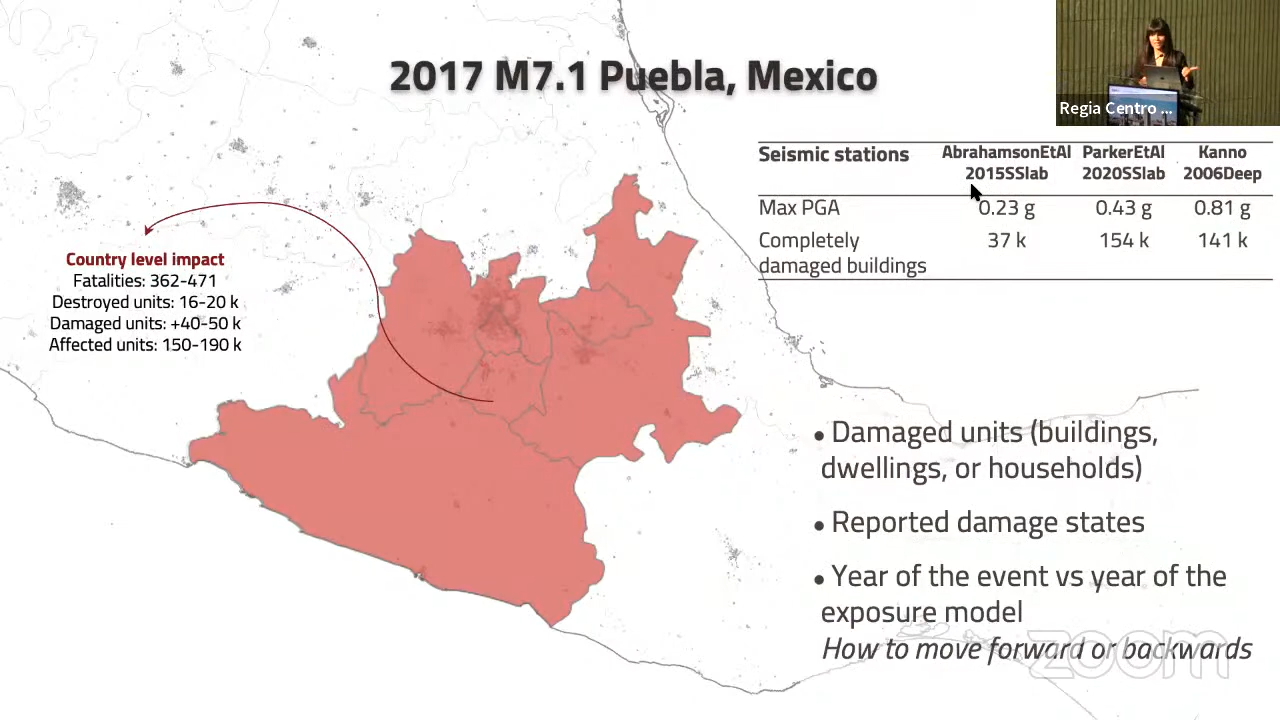 2017 M7.1 Puebla, Mexico
Regia Centro ...
Seismic stations AbrahamsonEtAl 2015SSlab ParkerEtAl 2020SSlab Kanno 2006Deep
Max PGA 0.23 g 0.43 g 0.81 g
Completely damaged buildings 37 k 154 k 141 k
Country level impact
Fatalities: 362-471
Destroyed units: 16-20 k
Damaged units: +40-50 k
Affected units: 150-190 k
• Damaged units (buildings,
dwellings, or households)
• Reported damage states
• Year of the event vs year of the
exposure model
How to move forward or backwards
zoom